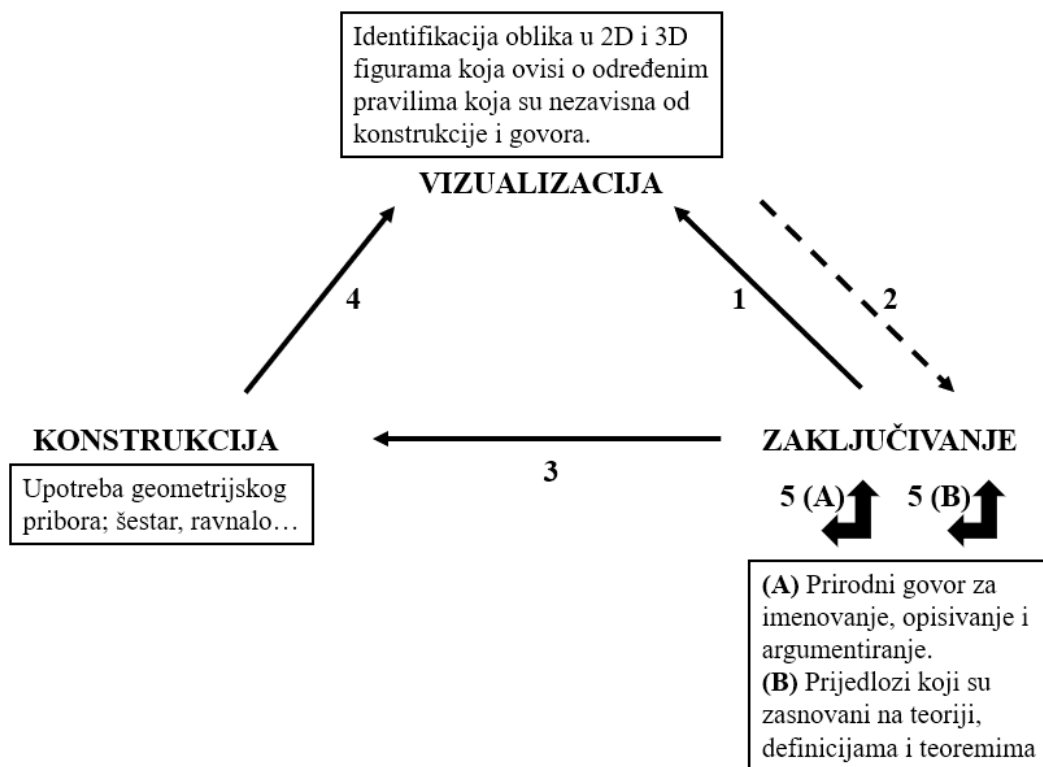 Identifikacija oblika u 2D i 3D
figurama koja ovisi o određenim
pravilima koja su nezavisna od
konstrukcije i govora.
VIZUALIZACIJA
4
1
2
KONSTRUKCIJA
3
ZAKLJUČIVANJE
Upotreba geometrijskog
pribora; šestar, ravnalo…
5 (A)
5 (B)
(A) Prirodni govor za
imenovanje, opisivanje i
argumentiranje.
(B) Prijedlozi koji su
zasnovani na teoriji,
definicijama i teoremima